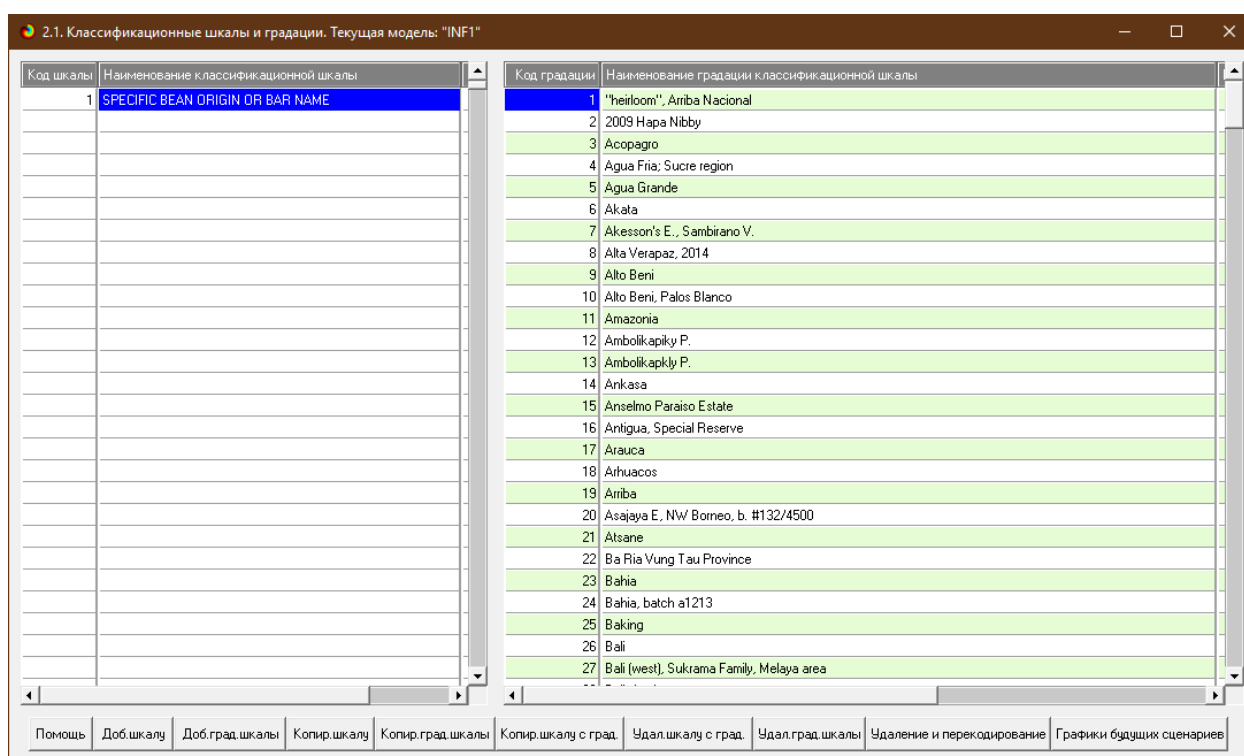 2.1. Классификационные шкалы и градации. Текущая модель: "INF1"
Код шкалы Наименование классификационной шкалы
1 SPECIFIC BEAN ORIGIN OR BAR NAME
Код градации Наименование градации классификационной шкалы
1 "heirloom", Arriba Nacional
2 2009 Hapa Nibby
3 Acopagro
4 Agua Fria; Sucre region
5 Agua Grande
6 Akata
7 Akesson's E., Sambirano V.
8 Alta Verapaz, 2014
9 Alto Beni
10 Alto Beni, Palos Blanco
11 Amazonia
12 Ambolikapiky P.
13 Ambolikapkly P.
14 Ankasa
15 Anselmo Paraiso Estate
16 Antigua, Special Reserve
17 Arauca
18 Arhuacos
19 Arriba
20 Asajaya E, NW Borneo, b. #132/4500
21 Atsane
22 Ba Ria Vung Tau Province
23 Bahia
24 Bahia, batch a1213
25 Baking
26 Bali
27 Bali (west), Sukrama Family, Melaya area
Помощь Доб.шкалу Доб.град.шкалы Копир.шкалу Копир.град.шкалы Копир.шкалу с град. Удал.шкалу с град. Удал.град.шкалы Удаление и перекодирование Графики будущих сценариев